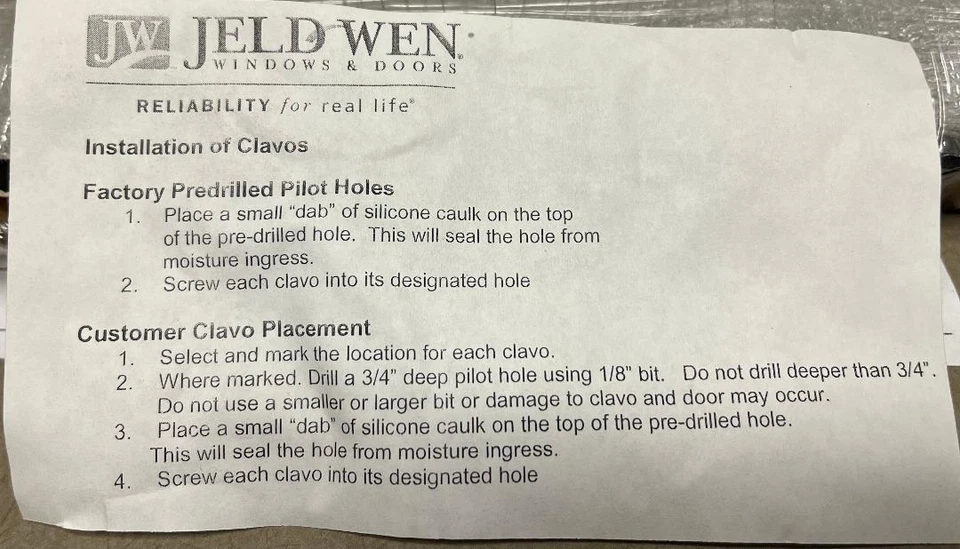 JW JELD WEN®
WINDOWS & DOORS
RELIABILITY for real life®
Installation of Clavos
Factory Predrilled Pilot Holes
1. Place a small “dab” of silicone caulk on the top
of the pre-drilled hole. This will seal the hole from
moisture ingress.
2. Screw each clavo into its designated hole
Customer Clavo Placement
1. Select and mark the location for each clavo.
2. Where marked. Drill a 3/4” deep pilot hole using 1/8” bit. Do not drill deeper than 3/4”.
Do not use a smaller or larger bit or damage to clavo and door may occur.
3. Place a small “dab” of silicone caulk on the top of the pre-drilled hole.
This will seal the hole from moisture ingress.
4. Screw each clavo into its designated hole